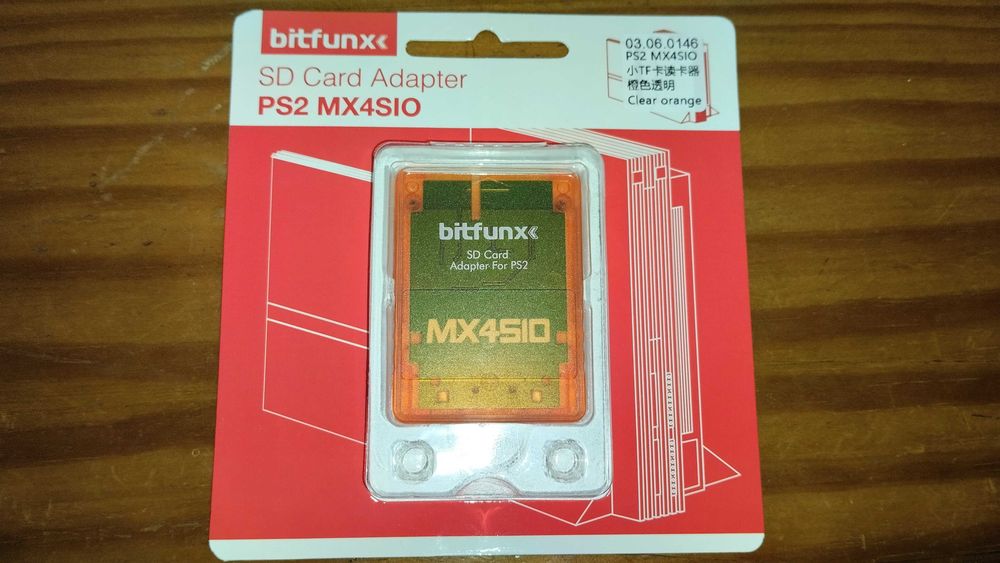 bitfunx
SD Card Adapter
PS2 MX4SIO
03.06.0146
PS2 MX4SIO
小TF卡读卡器
橙色透明
Clear orange
bitfunx
SD Card
Adapter For PS2
MX4SIO